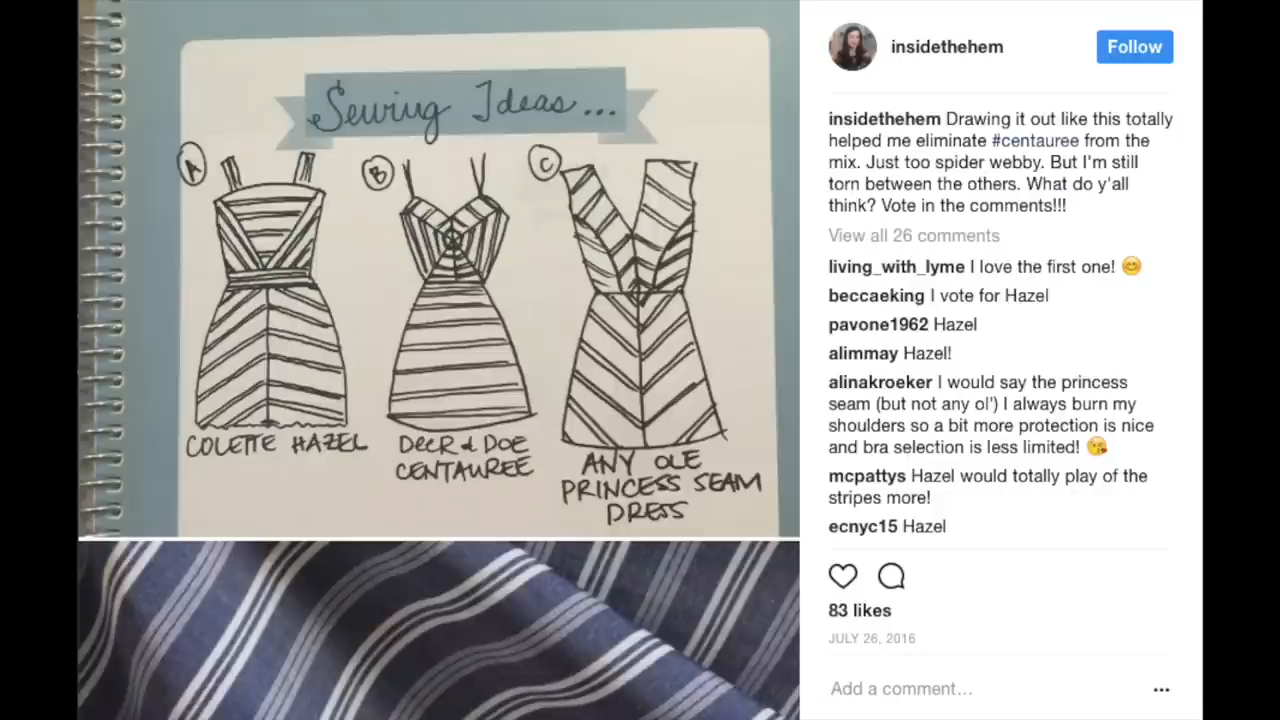 Sewing Ideas...
A
B
C
COLETTE HAZEL
DEER & DOE
CENTAUREE
ANY OLE
PRINCESS SEAM
DRESS
insidethehem
Follow
insidethehem Drawing it out like this totally
helped me eliminate #centauree from the
mix. Just too spider webby. But I'm still
torn between the others. What do y'all
think? Vote in the comments!!!
View all 26 comments
living_with_lyme I love the first one! 😊
beccaeking I vote for Hazel
pavone1962 Hazel
alimmay Hazel!
alinakroeker I would say the princess
seam (but not any ol') I always burn my
shoulders so a bit more protection is nice
and bra selection is less limited! 😘
mcpattys Hazel would totally play of the
stripes more!
ecnyc15 Hazel
83 likes
JULY 26, 2016
Add a comment...